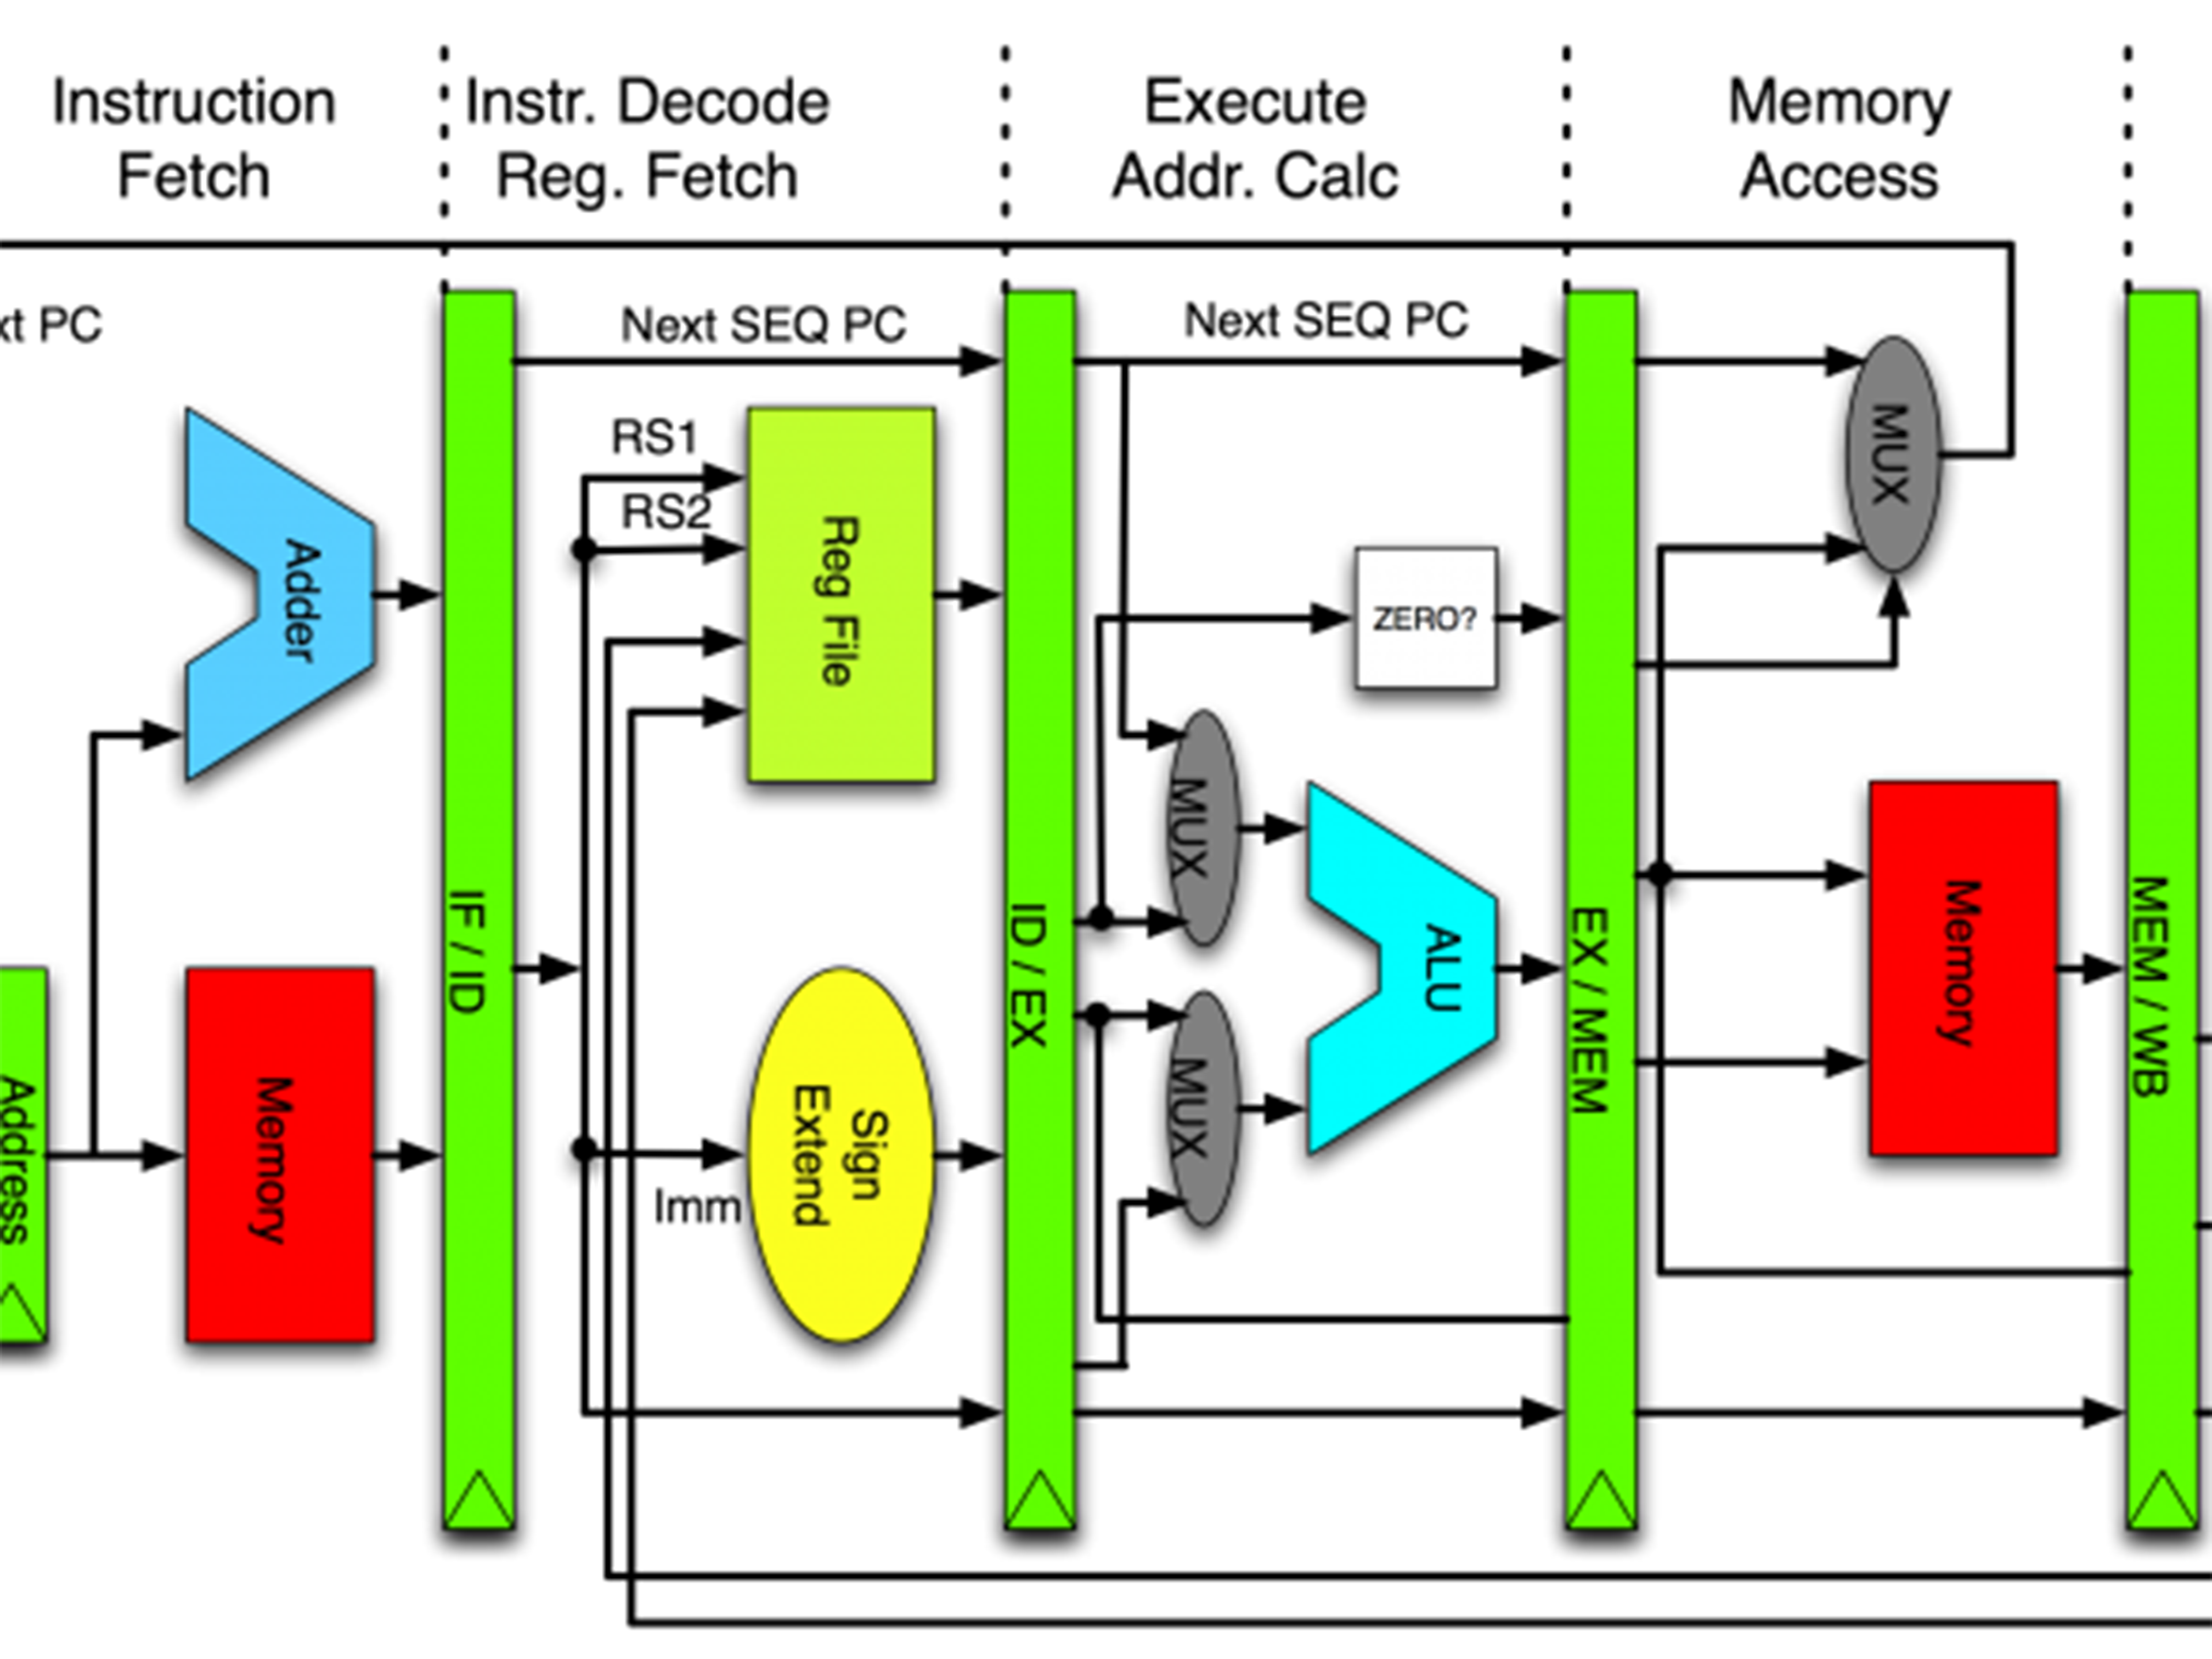 Instruction
Fetch
Instr. Decode
Reg. Fetch
Execute
Addr. Calc
Memory
Access
xt PC
Next SEQ PC
Next SEQ PC
RS1
RS2
Adder
Reg File
ZERO?
MUX
MUX
MUX
ALU
IF / ID
ID / EX
EX / MEM
MEM / WB
Address
Memory
Sign
Extend
Imm
Memory